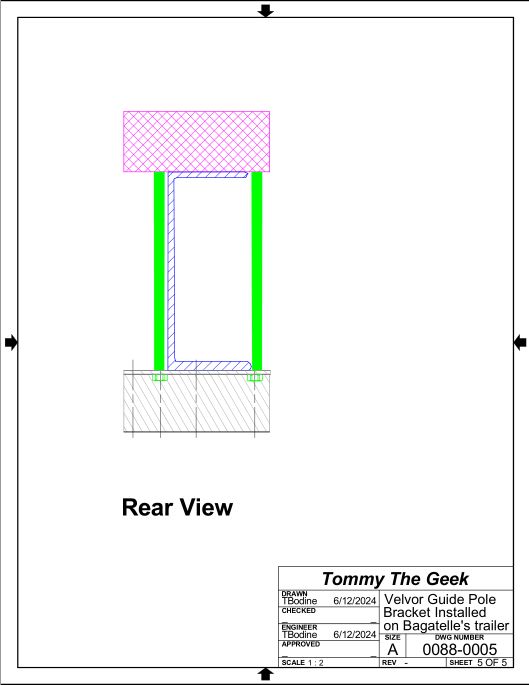 Rear View
Tommy The Geek
DRAWN
TBodine 6/12/2024
CHECKED
_ _
ENGINEER
TBodine 6/12/2024
APPROVED
_ _
SCALE 1 : 2
Velvor Guide Pole
Bracket Installed
on Bagatelle's trailer
SIZE DWG NUMBER
A 0088-0005
REV - SHEET 5 OF 5